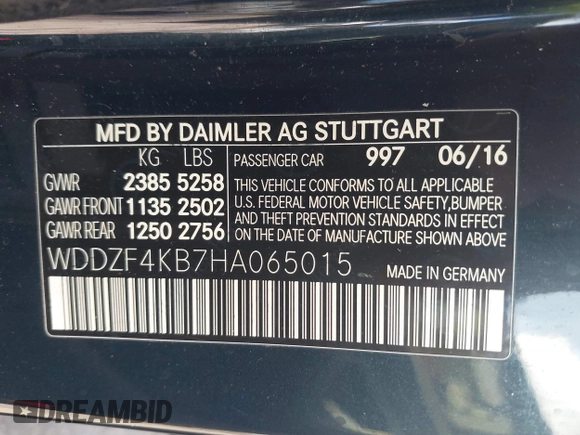 MFD BY DAIMLER AG STUTTGART
KG LBS
GVWR 2385 5258
GAWR FRONT 1135 2502
GAWR REAR 1250 2756
PASSENGER CAR 997 06/16
THIS VEHICLE CONFORMS TO ALL APPLICABLE
U.S. FEDERAL MOTOR VEHICLE SAFETY,BUMPER
AND THEFT PREVENTION STANDARDS IN EFFECT
ON THE DATE OF MANUFACTURE SHOWN ABOVE.
WDDZF4KB7HA065015 MADE IN GERMANY
DREAMBID